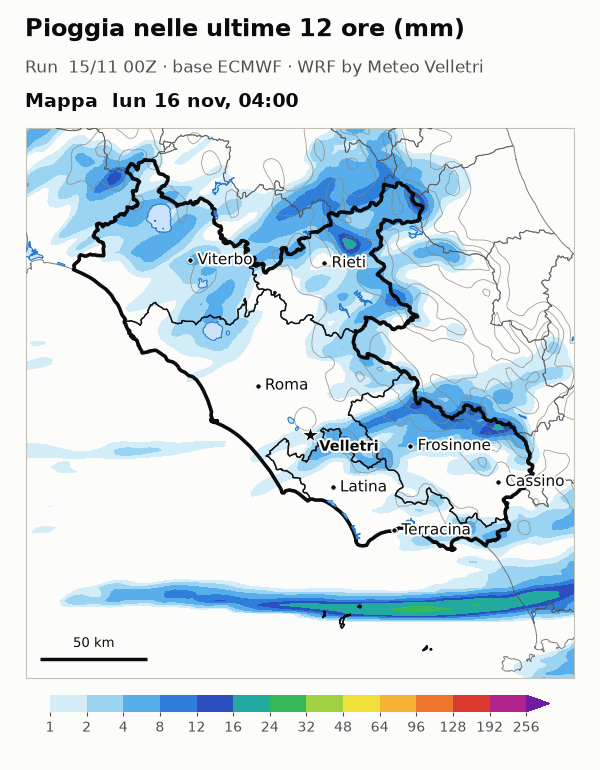 Pioggia nelle ultime 12 ore (mm)
Run 15/11 00Z · base ECMWF · WRF by Meteo Velletri
Mappa lun 16 nov, 04:00
Viterbo
Rieti
Roma
Velletri
Frosinone
Latina
Cassino
Terracina
50 km
1 2 4 8 12 16 24 32 48 64 96 128 192 256